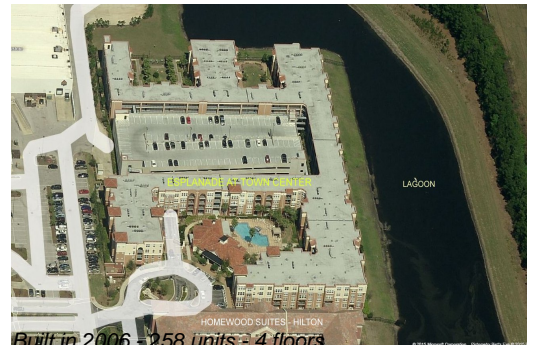 ESPLANADE AT TOWN CENTER
LAGOON
HOMEWOOD SUITES - HILTON
Built in 2006 - 258 units - 4 floors